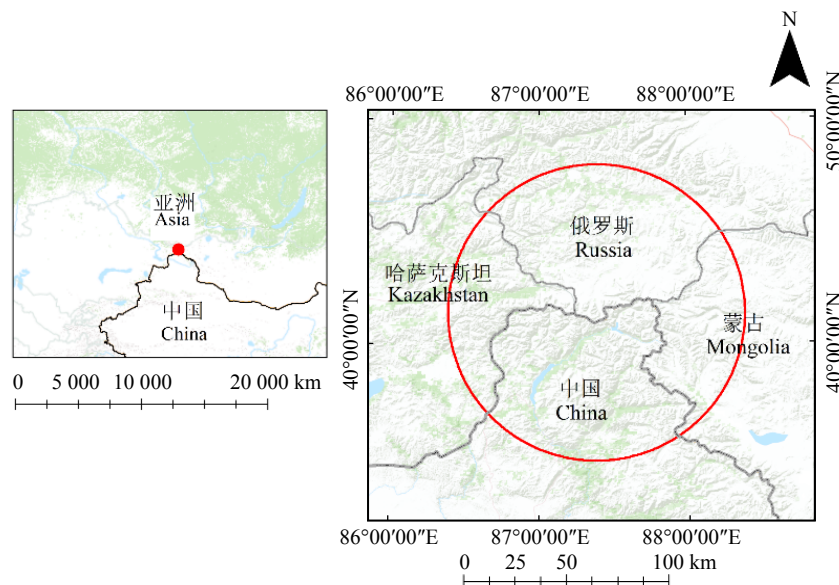 N
86°00′00″E 87°00′00″E 88°00′00″E
50°00′00″N
亚洲
Asia
中国
China
俄罗斯
Russia
哈萨克斯坦
Kazakhstan
蒙古
Mongolia
40°00′00″N
40°00′00″N
中国
China
0 5 000 10 000 20 000 km
86°00′00″E 87°00′00″E 88°00′00″E
0 25 50 100 km